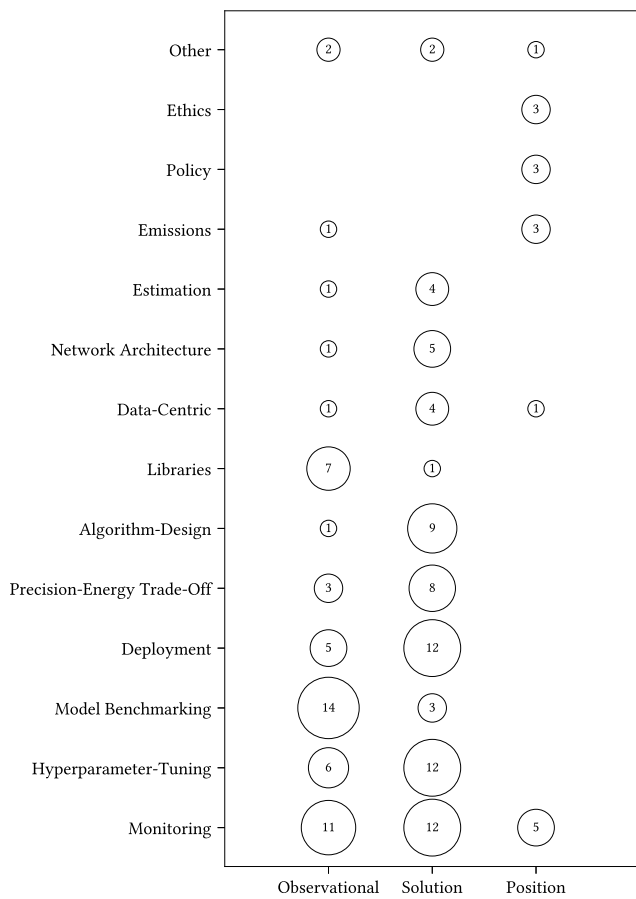 Other 2 2 1
Ethics 3
Policy 3
Emissions 1 3
Estimation 1 4
Network Architecture 1 5
Data-Centric 1 4 1
Libraries 7 1
Algorithm-Design 1 9
Precision-Energy Trade-Off 3 8
Deployment 5 12
Model Benchmarking 14 3
Hyperparameter-Tuning 6 12
Monitoring 11 12 5
Observational Solution Position